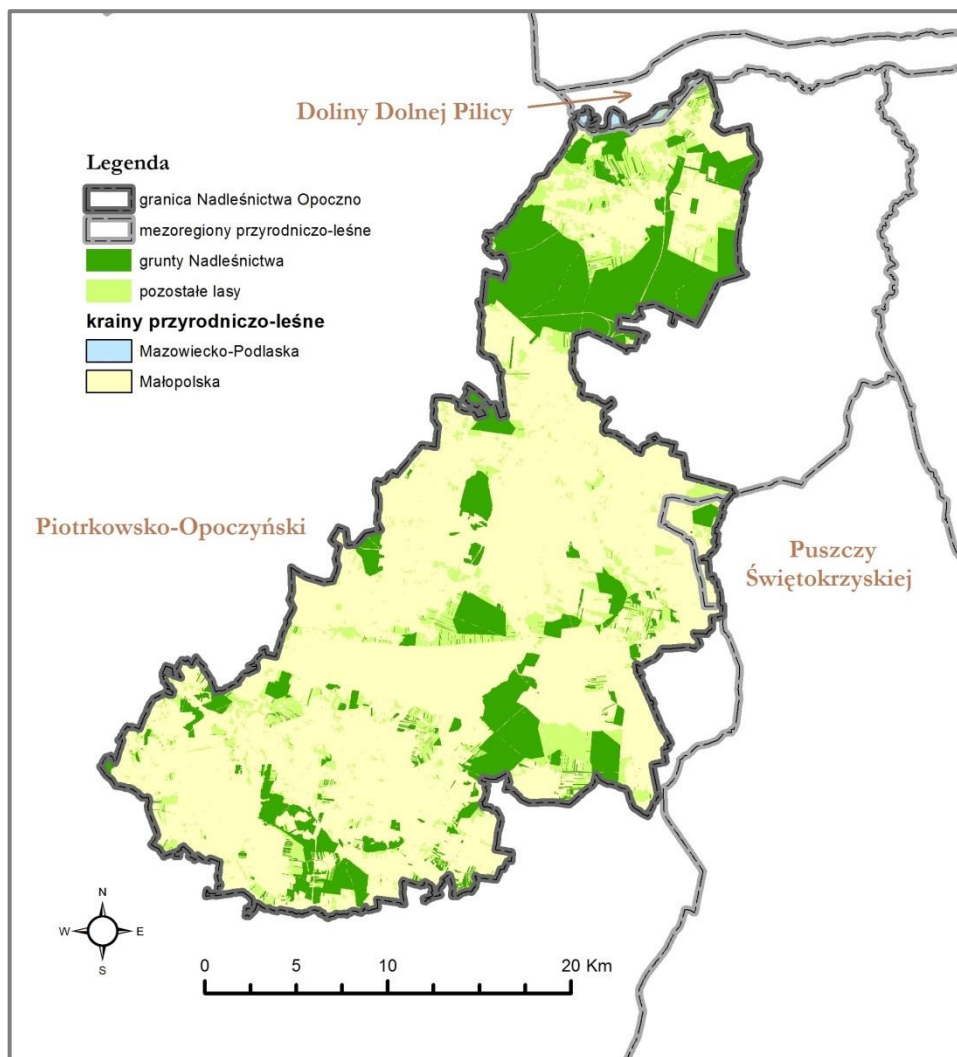 Doliny Dolnej Pilicy
Legenda
granica Nadleśnictwa Opoczno
mezoregiony przyrodniczo-leśne
grunty Nadleśnictwa
pozostałe lasy
krainy przyrodniczo-leśne
Mazowiecko-Podlaska
Małopolska
Piotrkowsko-Opoczyński
Puszczy
Świętokrzyskiej
N
W E
S
0 5 10 20 Km